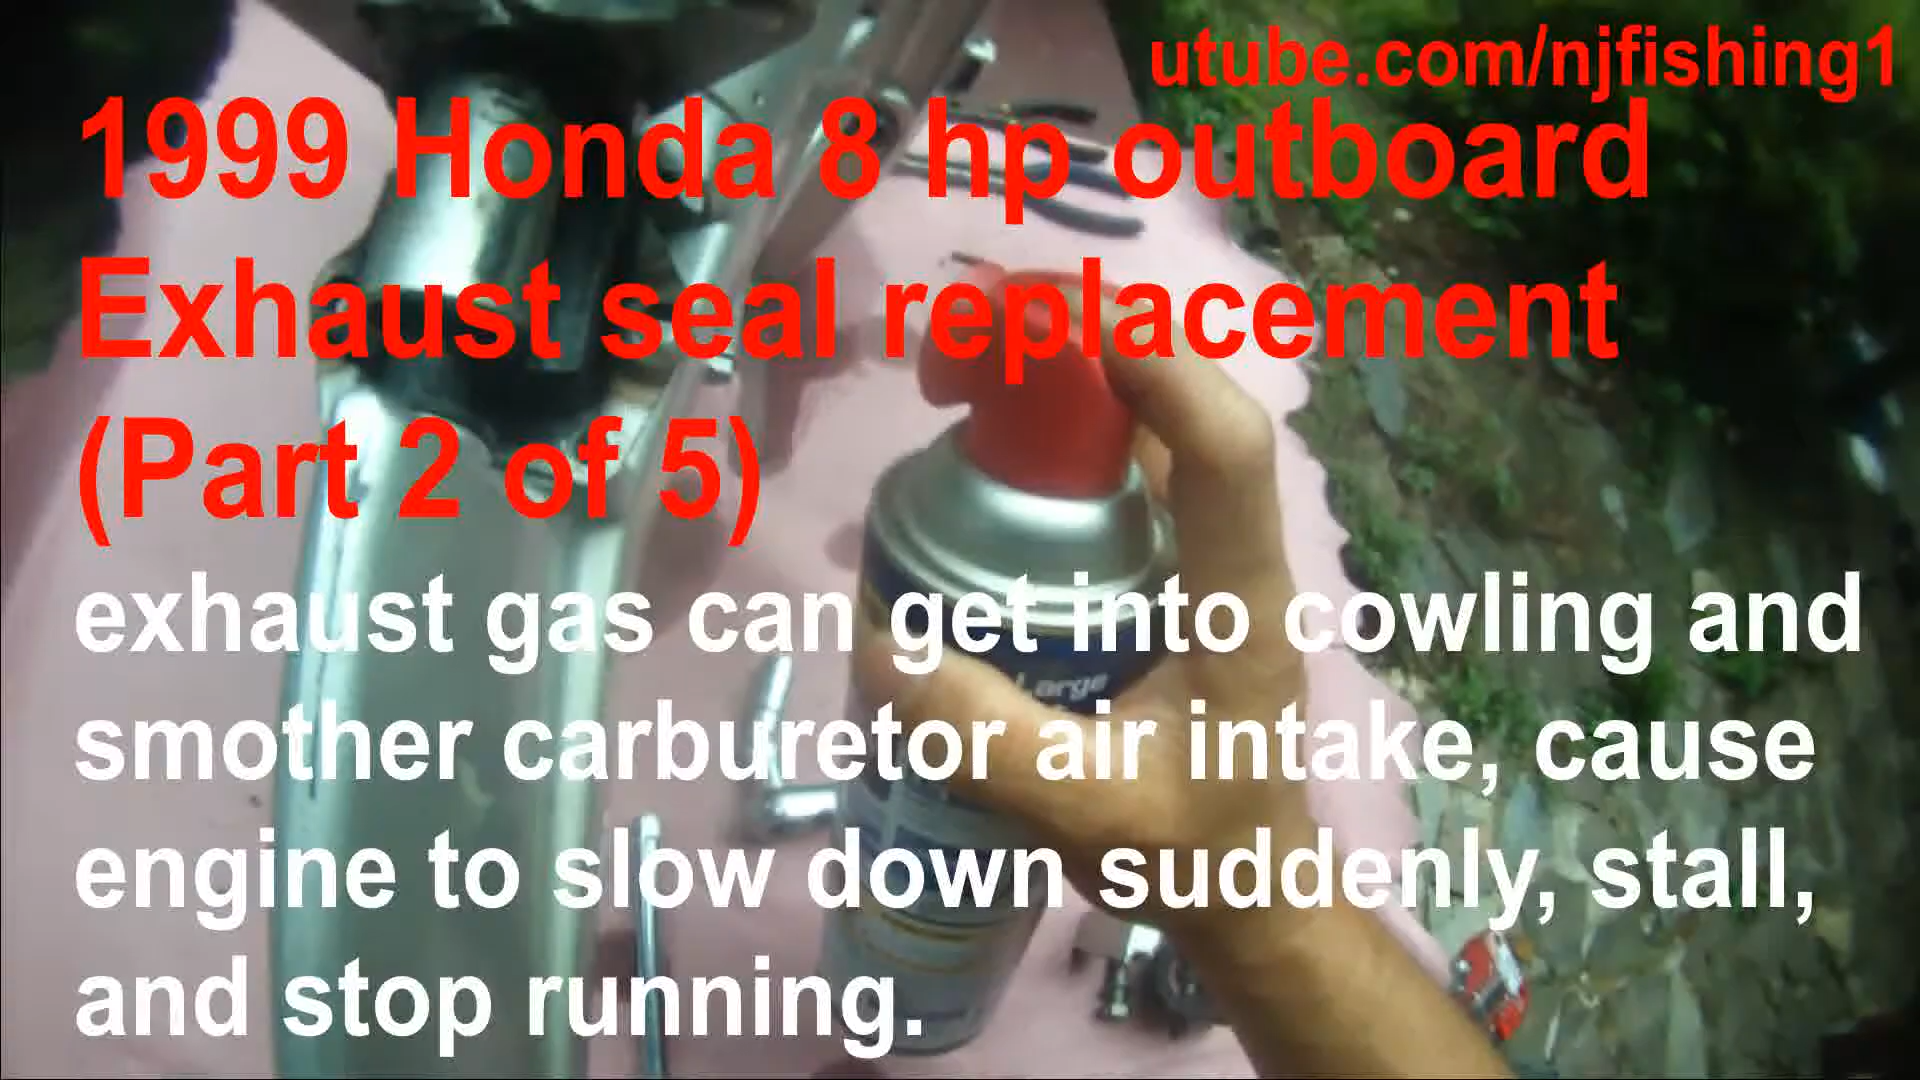 utube.com/njfishing1
1999 Honda 8 hp outboard
Exhaust seal replacement
(Part 2 of 5)
exhaust gas can get into cowling and
Large
smother carburetor air intake, cause
engine to slow down suddenly, stall,
and stop running.